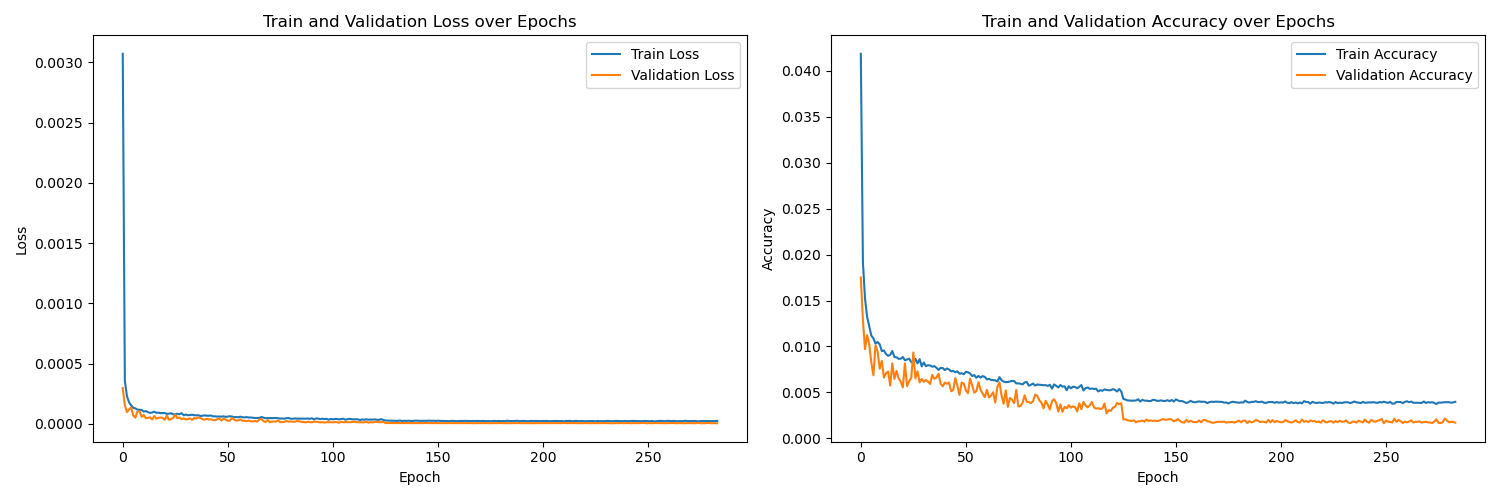 Train and Validation Loss over Epochs
Loss
0.0030
0.0025
0.0020
0.0015
0.0010
0.0005
0.0000
Train Loss
Validation Loss
0 50 100 150 200 250
Epoch
Train and Validation Accuracy over Epochs
Accuracy
0.040
0.035
0.030
0.025
0.020
0.015
0.010
0.005
0.000
Train Accuracy
Validation Accuracy
0 50 100 150 200 250
Epoch